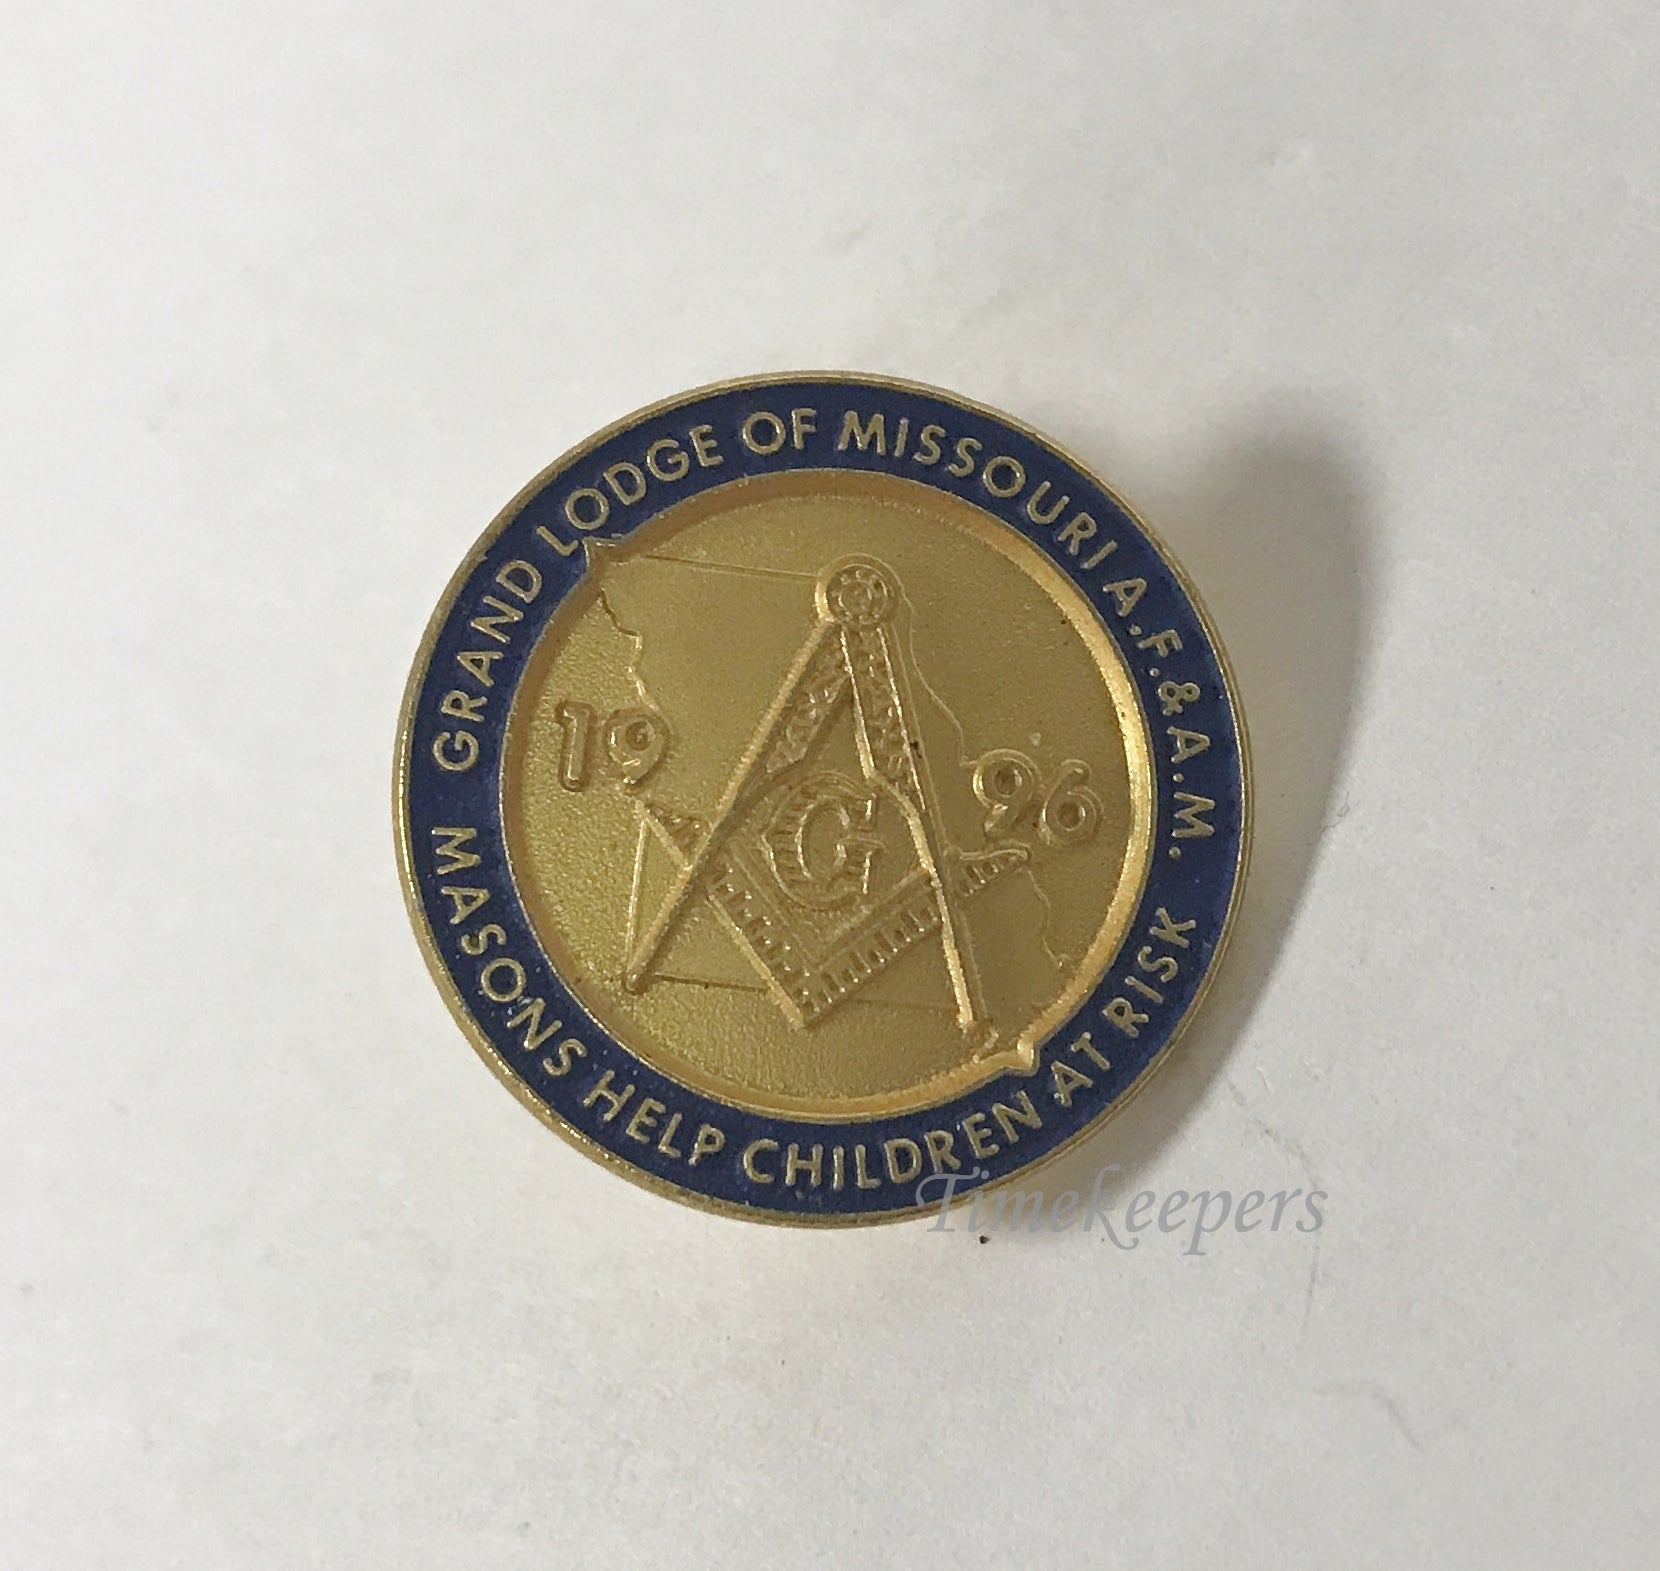 GRAND LODGE OF MISSOURI A.F.&A.M.
19 96
G
MASONS HELP CHILDREN AT RISK
Timekeepers